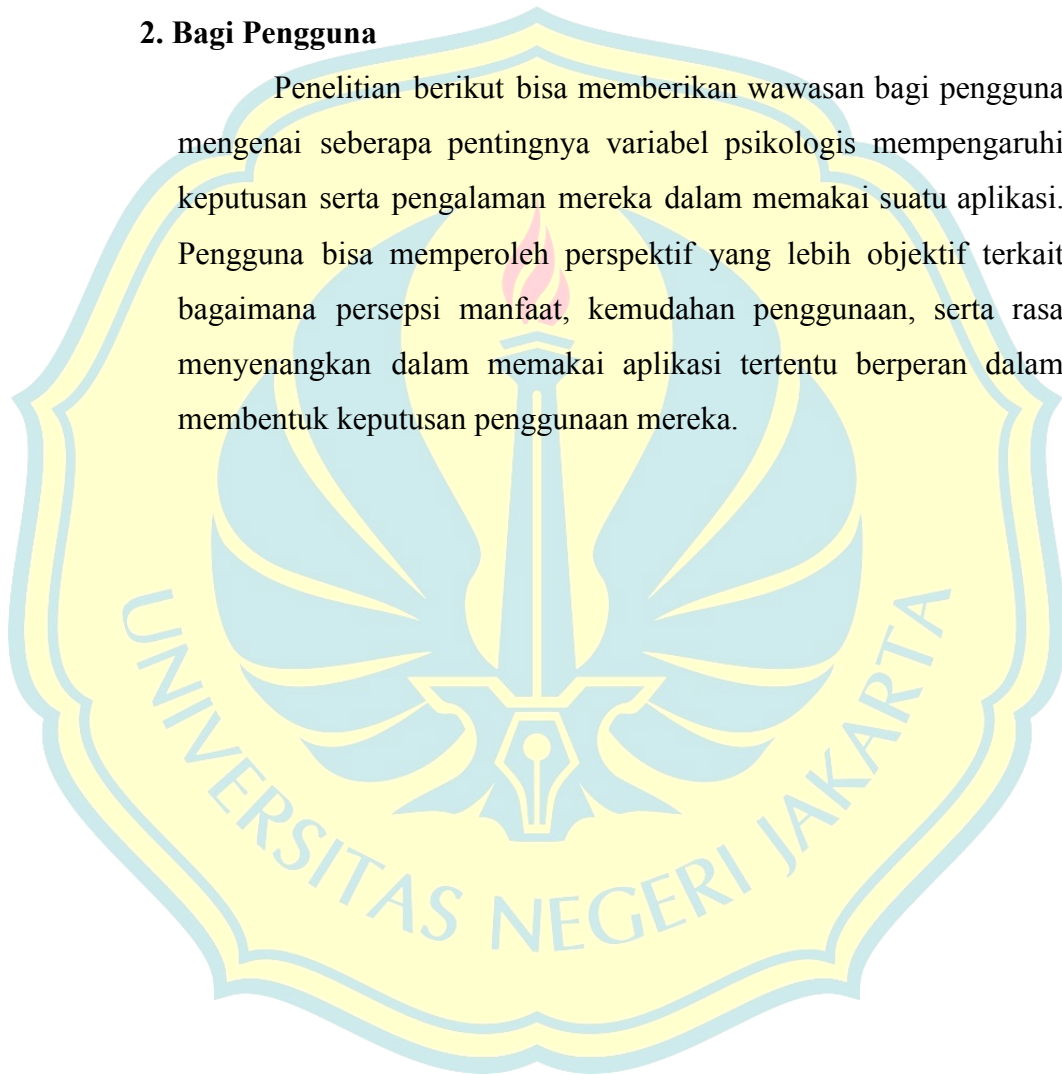 2. Bagi Pengguna
Penelitian berikut bisa memberikan wawasan bagi pengguna
mengenai seberapa pentingnya variabel psikologis mempengaruhi
keputusan serta pengalaman mereka dalam memakai suatu aplikasi.
Pengguna bisa memperoleh perspektif yang lebih objektif terkait
bagaimana persepsi manfaat, kemudahan penggunaan, serta rasa
menyenangkan dalam memakai aplikasi tertentu berperan dalam
membentuk keputusan penggunaan mereka.
UNIVERSITAS NEGERI JAKARTA